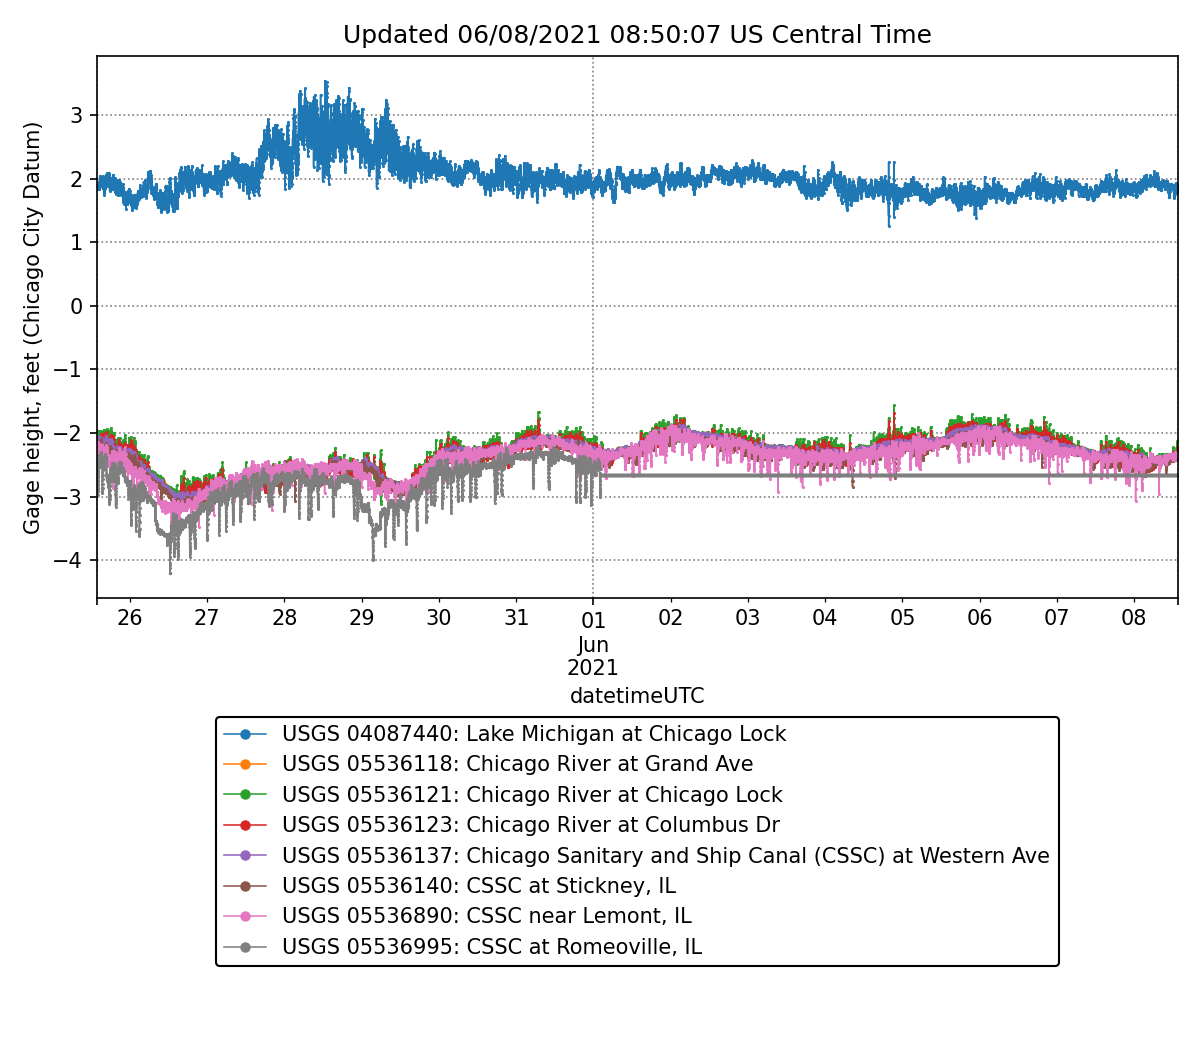 Updated 06/08/2021 08:50:07 US Central Time
Gage height, feet (Chicago City Datum)
3
2
1
0
−1
−2
−3
−4
26 27 28 29 30 31 01 02 03 04 05 06 07 08
Jun
2021
datetimeUTC
USGS 04087440: Lake Michigan at Chicago Lock
USGS 05536118: Chicago River at Grand Ave
USGS 05536121: Chicago River at Chicago Lock
USGS 05536123: Chicago River at Columbus Dr
USGS 05536137: Chicago Sanitary and Ship Canal (CSSC) at Western Ave
USGS 05536140: CSSC at Stickney, IL
USGS 05536890: CSSC near Lemont, IL
USGS 05536995: CSSC at Romeoville, IL